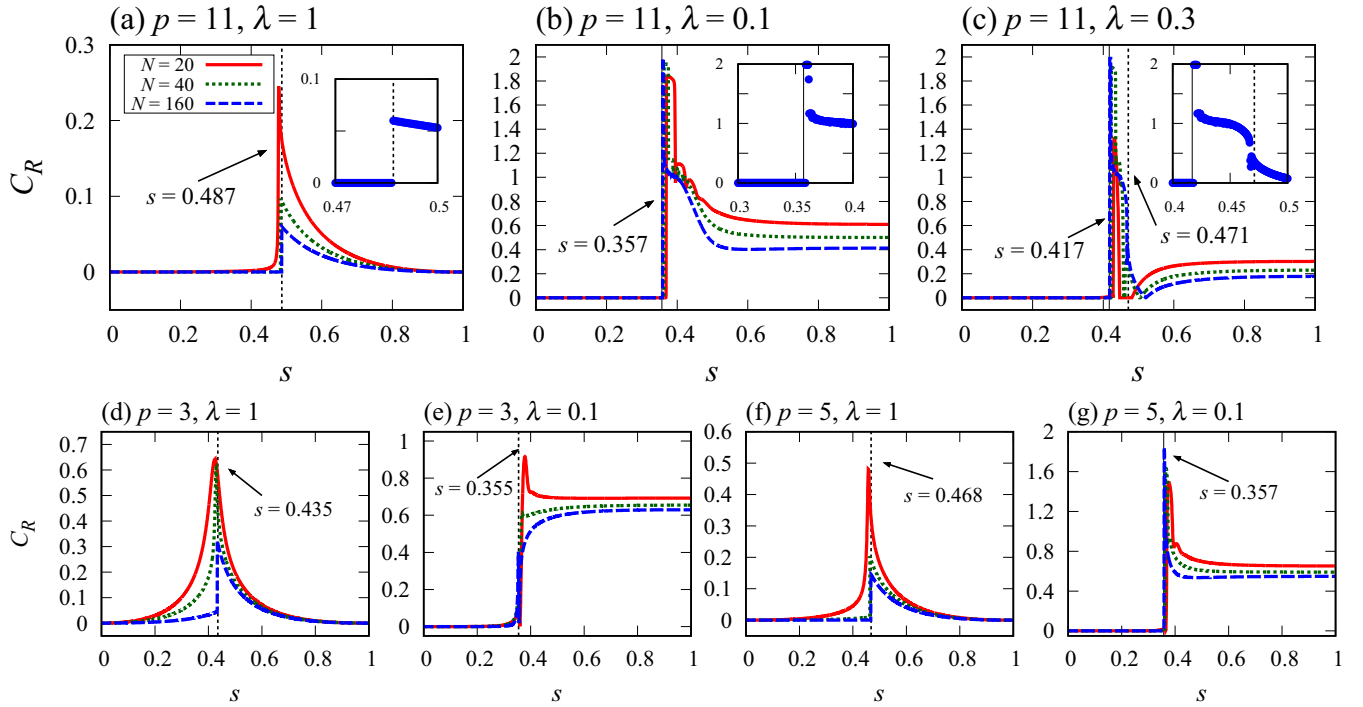 (a) p = 11, λ = 1
(b) p = 11, λ = 0.1
(c) p = 11, λ = 0.3
C_R
0.3
0.2
0.1
0
N = 20
N = 40
N = 160
s = 0.487
0.1
0
0.47
0.5
0 0.2 0.4 0.6 0.8 1
s
2
1.8
1.6
1.4
1.2
1
0.8
0.6
0.4
0.2
0
s = 0.357
2
1
0
0.3 0.35 0.4
0 0.2 0.4 0.6 0.8 1
s
2
1.8
1.6
1.4
1.2
1
0.8
0.6
0.4
0.2
0
s = 0.417
s = 0.471
2
1
0
0.4 0.45 0.5
0 0.2 0.4 0.6 0.8 1
s
(d) p = 3, λ = 1
(e) p = 3, λ = 0.1
(f) p = 5, λ = 1
(g) p = 5, λ = 0.1
C_R
0.7
0.6
0.5
0.4
0.3
0.2
0.1
0
s = 0.435
0 0.2 0.4 0.6 0.8 1
s
1
0.8
0.6
0.4
0.2
0
s = 0.355
0 0.2 0.4 0.6 0.8 1
s
0.6
0.5
0.4
0.3
0.2
0.1
0
s = 0.468
0 0.2 0.4 0.6 0.8 1
s
2
1.6
1.2
0.8
0.4
0
s = 0.357
0 0.2 0.4 0.6 0.8 1
s